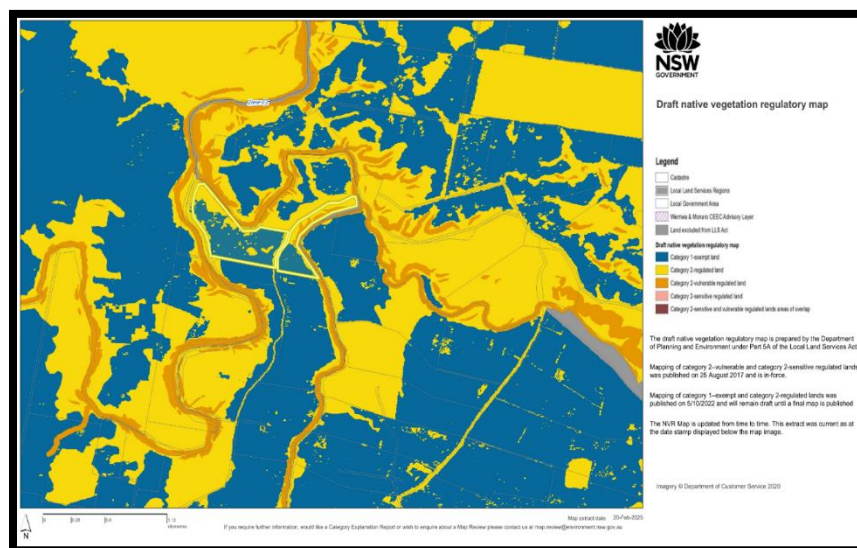 NSW
GOVERNMENT
Draft native vegetation regulatory map
Legend
Cadastre
Local Land Services Regions
Local Government Area
Werriwa & Monaro CEEC Advisory Layer
Land excluded from LLS Act
Draft native vegetation regulatory map
Category 1-exempt land
Category 2-regulated land
Category 2-vulnerable regulated land
Category 2-sensitive regulated land
Category 2-sensitive and vulnerable regulated lands areas of overlap
The draft native vegetation regulatory map is prepared by the Department
of Planning and Environment under Part 5A of the Local Land Services Act
Mapping of category 2–vulnerable and category 2-sensitive regulated lands
was published on 25 August 2017 and is in-force.
Mapping of category 1–exempt and category 2-regulated lands was
published on 5/10/2022 and will remain draft until a final map is published
The NVR Map is updated from time to time. This extract was current as at
the date stamp displayed below the map image.
Imagery © Department of Customer Service 2020
Map extract date 20-Feb-2025
kilometres
N
If you require further information, would like a Category Explanation Report or wish to enquire about a Map Review please contact us at map.review@environment.nsw.gov.au